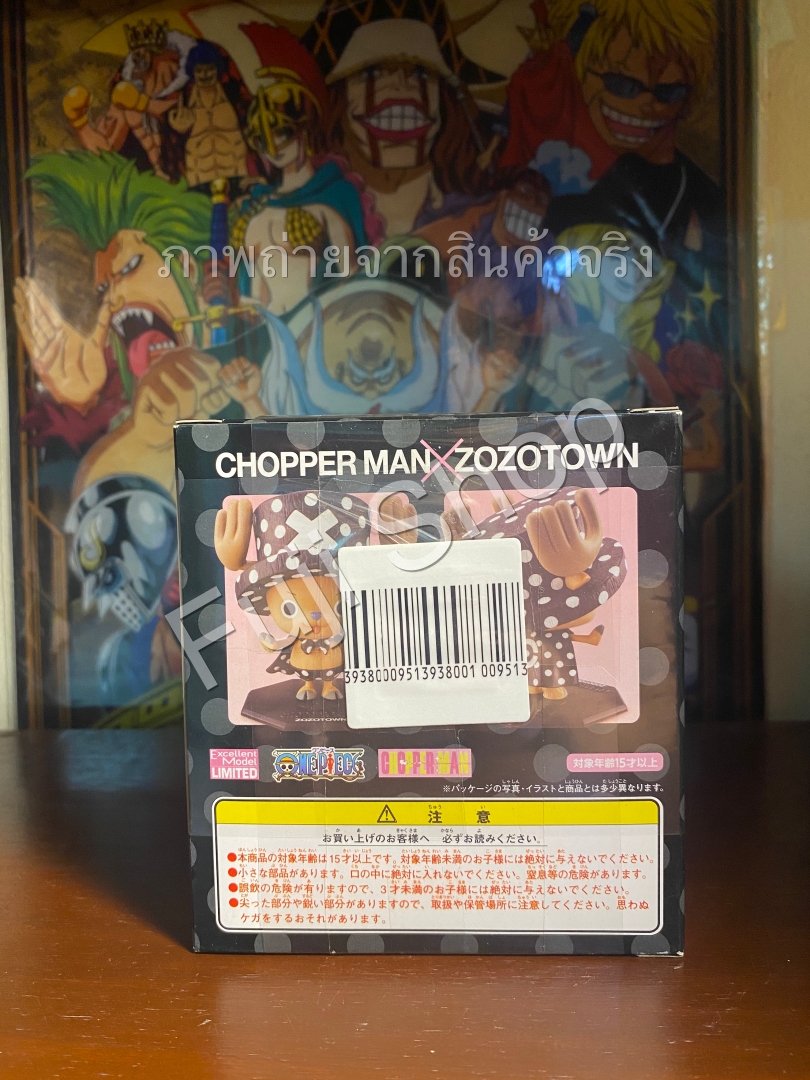 ภาพถ่ายจากสินค้าจริง
CHOPPER MAN×ZOZOTOWN
Fuji Shop
39380009513938001 009513
ZOZOTOWN
Excellent
Model
LIMITED
ONE PIECE
CHOPPER MAN
対象年齢15才以上
※パッケージの写真・イラストと商品とは多少異なります。
注意
お買い上げのお客様へ 必ずお読みください。
●本商品の対象年齢は15才以上です。対象年齢未満のお子様には絶対に与えないでください。
●小さな部品があります。口の中に絶対に入れないでください。窒息等の危険があります。
●誤飲の危険が有りますので、3才未満のお子様には絶対に与えないでください。
●尖った部分や鋭い部分がありますので、取扱や保管場所に注意してください。思わぬ
ケガをするおそれがあります。